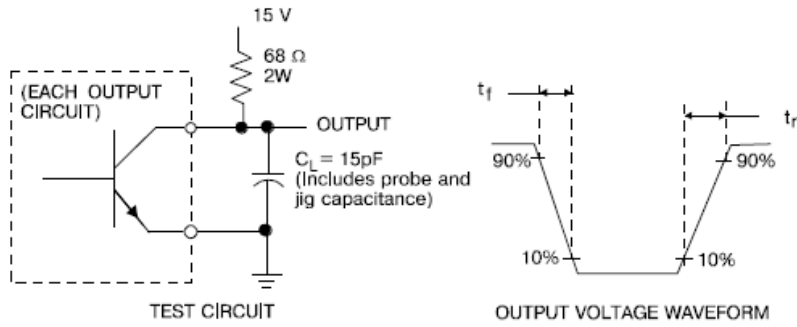 15 V
68 Ω
2W
(EACH OUTPUT
CIRCUIT)
OUTPUT
C_L = 15pF
(Includes probe and
jig capacitance)
TEST CIRCUIT
t_f
t_r
90%
90%
10%
10%
OUTPUT VOLTAGE WAVEFORM